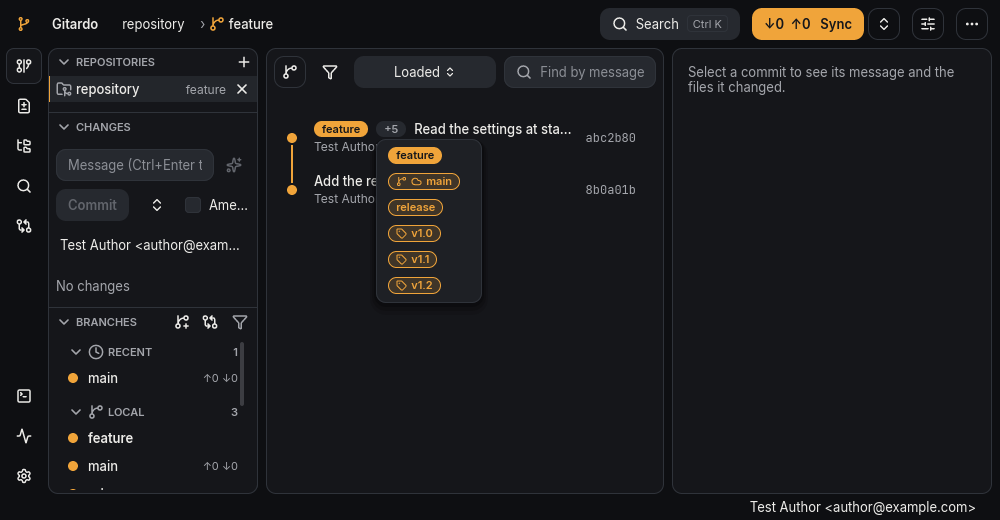 Gitardo repository › feature Search Ctrl K ↓0 ↑0 Sync
REPOSITORIES
repository feature
CHANGES
Message (Ctrl+Enter t
Commit Ame...
Test Author <author@exam...
No changes
BRANCHES
RECENT 1
main ↑0 ↓0
LOCAL 3
feature
main ↑0 ↓0
Loaded Find by message
feature +5 Read the settings at sta...
Test Autho
abc2b80
Add the re
Test Autho
8b0a01b
feature
main
release
v1.0
v1.1
v1.2
Select a commit to see its message and the
files it changed.
Test Author <author@example.com>